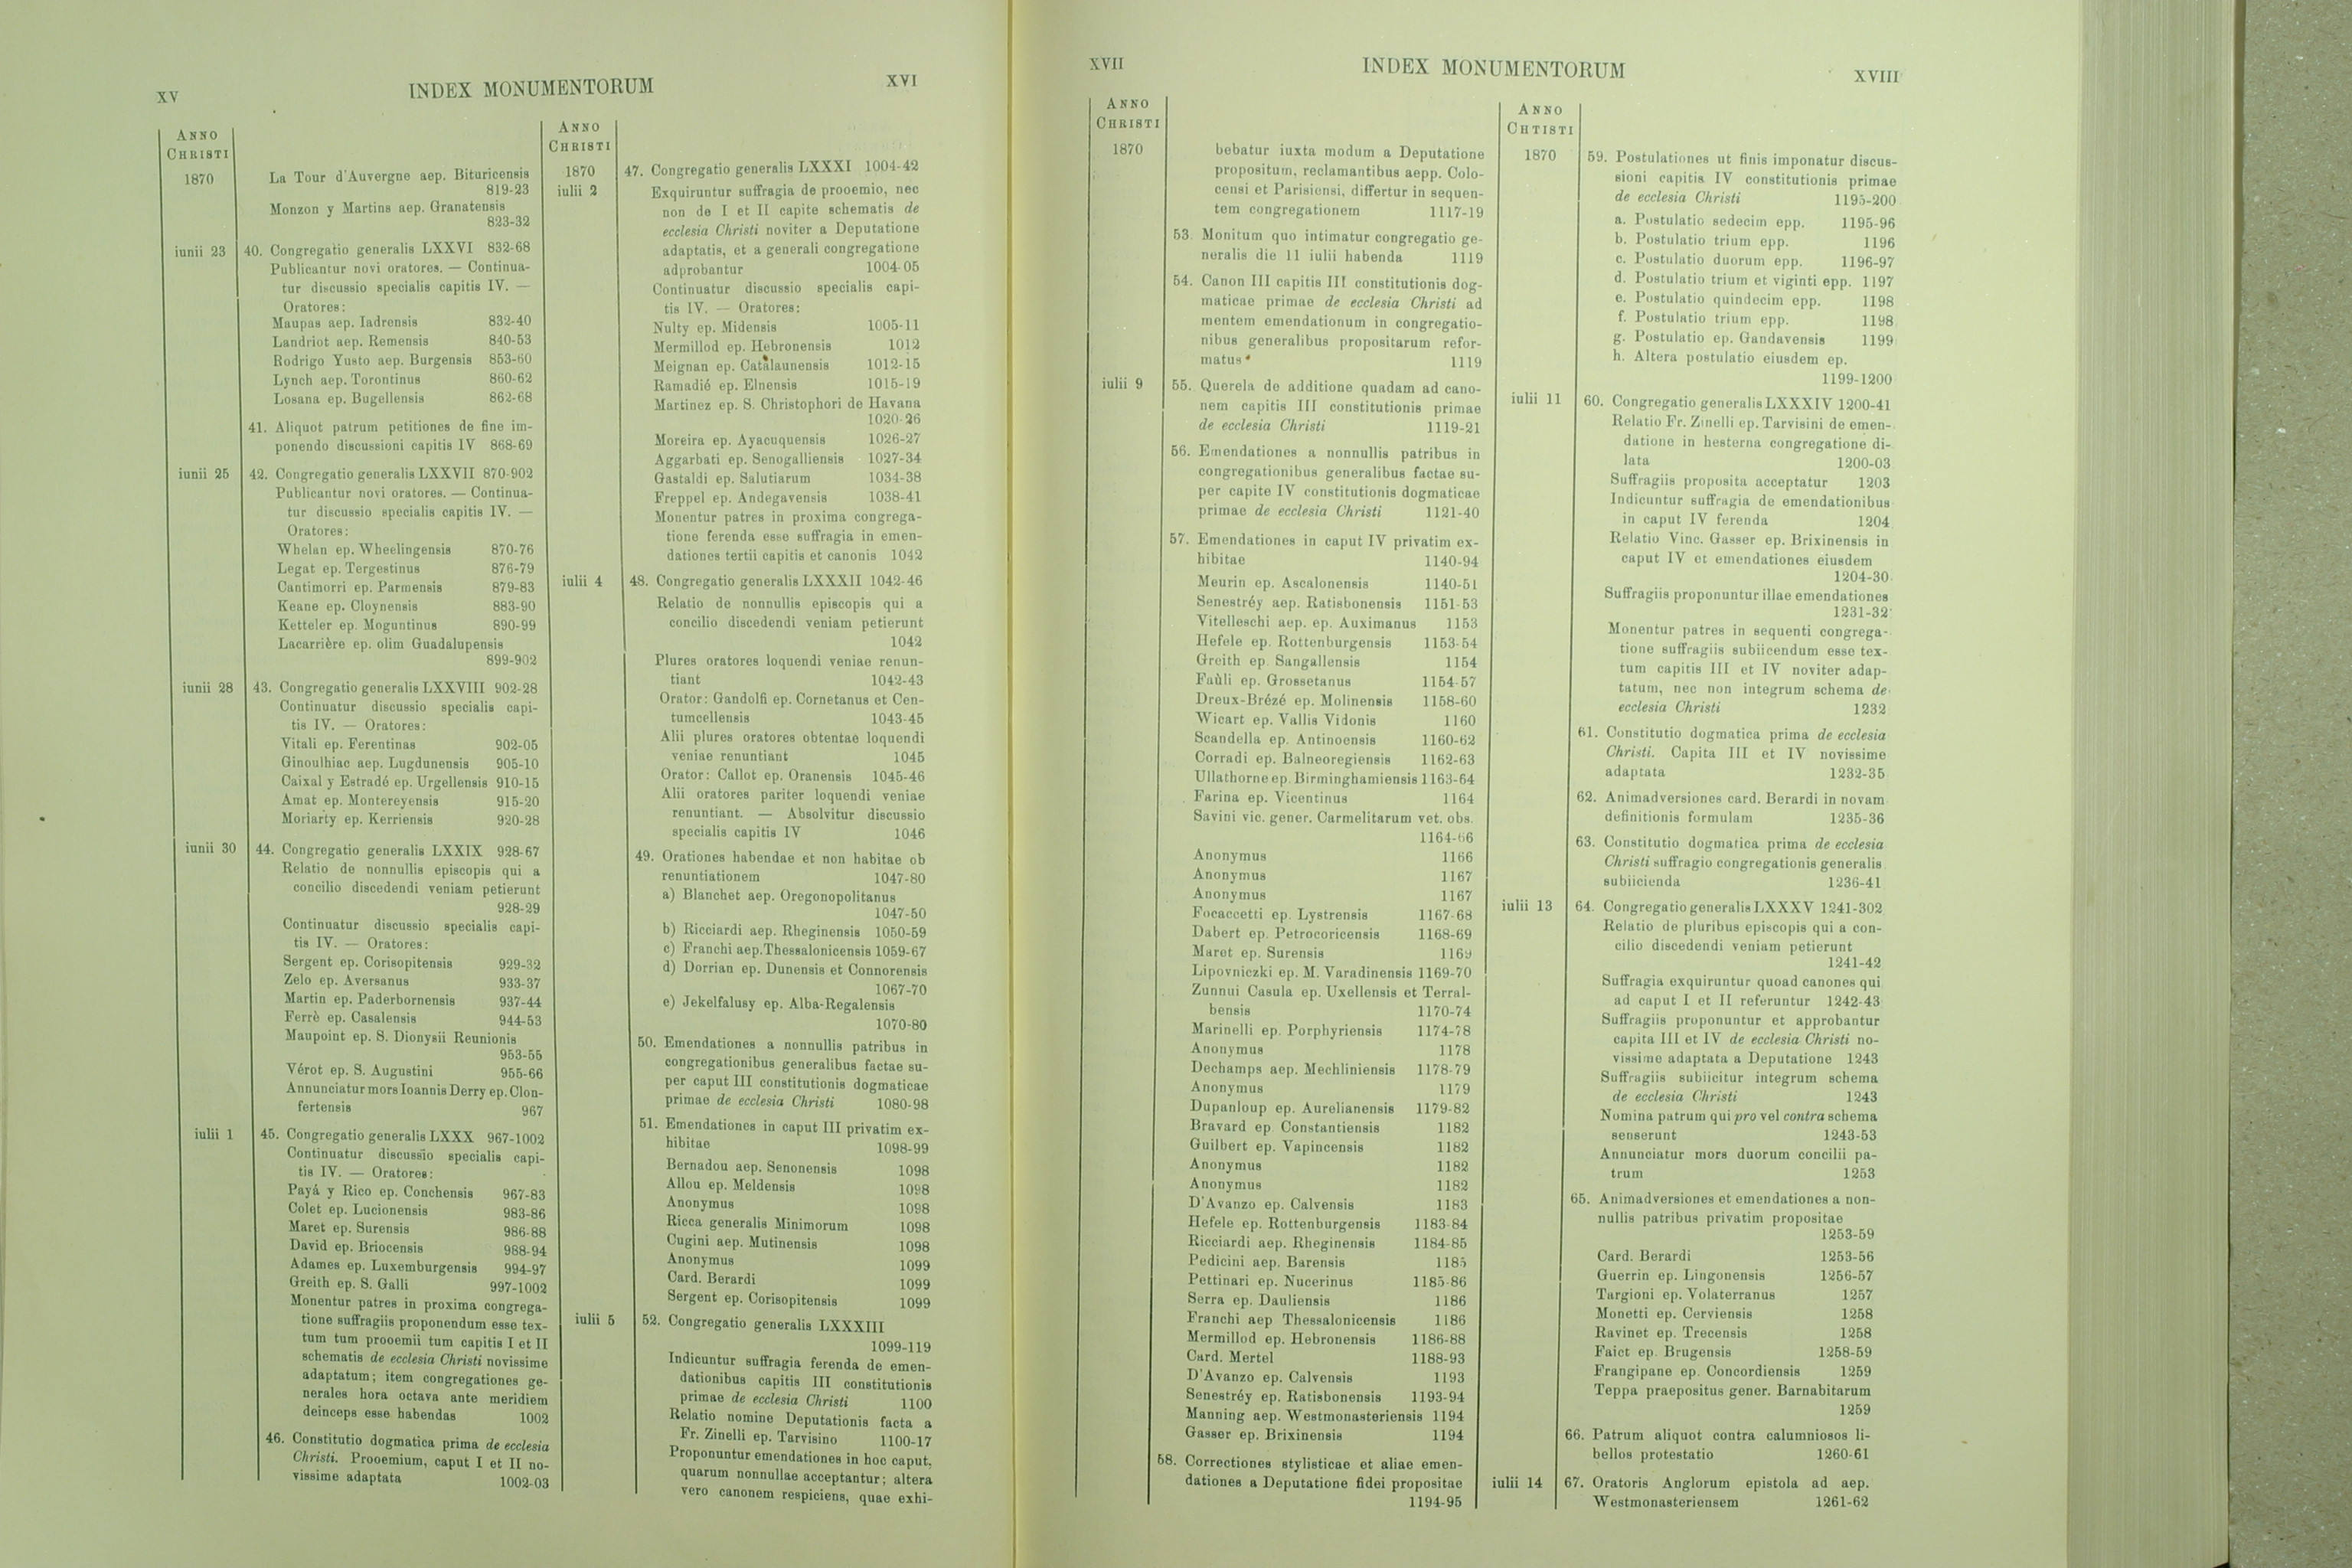 XV
INDEX MONUMENTORUM
XVI
ANNO
CHRISTI
1870
La Tour d'Auvergne aep. Bituricensis
819-23
Monzon y Martins aep. Granatensis
823-32
iunii 23
40. Congregatio generalis LXXVI 832-68
Publicantur novi oratores. — Continua-
tur discussio specialis capitis IV. —
Oratores:
Maupas aep. Iadrensis 832-40
Landriot aep. Remensis 840-53
Rodrigo Yusto aep. Burgensis 853-60
Lynch aep. Torontinus 860-62
Losana ep. Bugellensis 862-68
41. Aliquot patrum petitiones de fine im-
ponendo discussioni capitis IV 868-69
iunii 25
42. Congregatio generalis LXXVII 870-902
Publicantur novi oratores. — Continua-
tur discussio specialis capitis IV. —
Oratores:
Whelan ep. Wheelingensis 870-76
Legat ep. Tergestinus 876-79
Cantimorri ep. Parmensis 879-83
Keane ep. Cloynensis 883-90
Ketteler ep. Moguntinus 890-99
Lacarrière ep. olim Guadalupensis
899-902
iunii 28
43. Congregatio generalis LXXVIII 902-28
Continuatur discussio specialis capi-
tis IV. — Oratores:
Vitali ep. Ferentinas 902-05
Ginoulhiac aep. Lugdunensis 905-10
Caixal y Estradé ep. Urgellensis 910-15
Amat ep. Montereyensis 915-20
Moriarty ep. Kerriensis 920-28
iunii 30
44. Congregatio generalis LXXIX 928-67
Relatio de nonnullis episcopis qui a
concilio discedendi veniam petierunt
928-29
Continuatur discussio specialis capi-
tis IV. — Oratores:
Sergent ep. Corisopitensis 929-32
Zelo ep. Aversanus 933-37
Martin ep. Paderbornensis 937-44
Ferrè ep. Casalensis 944-53
Maupoint ep. S. Dionysii Reunionis
953-55
Vérot ep. S. Augustini 955-66
Annunciatur mors Ioannis Derry ep. Clon-
fertensis 967
iulii 1
45. Congregatio generalis LXXX 967-1002
Continuatur discussio specialis capi-
tis IV. — Oratores:
Payá y Rico ep. Conchensis 967-83
Colet ep. Lucionensis 983-86
Maret ep. Surensis 986-88
David ep. Briocensis 988-94
Adames ep. Luxemburgensis 994-97
Greith ep. S. Galli 997-1002
Monentur patres in proxima congrega-
tione suffragiis proponendum esse tex-
tum tum prooemii tum capitis I et II
schematis de ecclesia Christi novissime
adaptatum; item congregationes ge-
nerales hora octava ante meridiem
deinceps esse habendas 1002
46. Constitutio dogmatica prima de ecclesia
Christi. Prooemium, caput I et II no-
vissime adaptata 1002-03
ANNO
CHRISTI
1870
iulii 2
47. Congregatio generalis LXXXI 1004-42
Exquiruntur suffragia de prooemio, nec
non de I et II capite schematis de
ecclesia Christi noviter a Deputatione
adaptatis, et a generali congregatione
adprobantur 1004-05
Continuatur discussio specialis capi-
tis IV. — Oratores:
Nulty ep. Midensis 1005-11
Mermillod ep. Hebronensis 1012
Meignan ep. Catalaunensis 1012-15
Ramadié ep. Elnensis 1015-19
Martinez ep. S. Christophori de Havana
1020-26
Moreira ep. Ayacuquensis 1026-27
Aggarbati ep. Senogalliensis 1027-34
Gastaldi ep. Salutiarum 1034-38
Freppel ep. Andegavensis 1038-41
Monentur patres in proxima congrega-
tione ferenda esse suffragia in emen-
dationes tertii capitis et canonis 1042
iulii 4
48. Congregatio generalis LXXXII 1042-46
Relatio de nonnullis episcopis qui a
concilio discedendi veniam petierunt
1042
Plures oratores loquendi veniae renun-
tiant 1042-43
Orator: Gandolfi ep. Cornetanus et Cen-
tumcellensis 1043-45
Alii plures oratores obtentae loquendi
veniae renuntiant 1045
Orator: Callot ep. Oranensis 1045-46
Alii oratores pariter loquendi veniae
renuntiant. — Absolvitur discussio
specialis capitis IV 1046
49. Orationes habendae et non habitae ob
renuntiationem 1047-80
a) Blanchet aep. Oregonopolitanus
1047-50
b) Ricciardi aep. Rheginensis 1050-59
c) Franchi aep. Thessalonicensis 1059-67
d) Dorrian ep. Dunensis et Connorensis
1067-70
e) Jekelfalusy ep. Alba-Regalensis
1070-80
50. Emendationes a nonnullis patribus in
congregationibus generalibus factae su-
per caput III constitutionis dogmaticae
primae de ecclesia Christi 1080-98
51. Emendationes in caput III privatim ex-
hibitae 1098-99
Bernadou aep. Senonensis 1098
Allou ep. Meldensis 1098
Anonymus 1098
Ricca generalis Minimorum 1098
Cugini aep. Mutinensis 1098
Anonymus 1099
Card. Berardi 1099
Sergent ep. Corisopitensis 1099
iulii 5
52. Congregatio generalis LXXXIII
1099-119
Indicuntur suffragia ferenda de emen-
dationibus capitis III constitutionis
primae de ecclesia Christi 1100
Relatio nomine Deputationis facta a
Fr. Zinelli ep. Tarvisino 1100-17
Proponuntur emendationes in hoc caput,
quarum nonnullae acceptantur; altera
vero canonem respiciens, quae exhi-
XVII
INDEX MONUMENTORUM
XVIII
ANNO
CHRISTI
1870
bebatur iuxta modum a Deputatione
propositum, reclamantibus aepp. Colo-
censi et Parisiensi, differtur in sequen-
tem congregationem 1117-19
53. Monitum quo intimatur congregatio ge-
neralis die 11 iulii habenda 1119
54. Canon III capitis III constitutionis dog-
maticae primae de ecclesia Christi ad
mentem emendationum in congregatio-
nibus generalibus propositarum refor-
matus 1119
iulii 9
55. Querela de additione quadam ad cano-
nem capitis III constitutionis primae
de ecclesia Christi 1119-21
56. Emendationes a nonnullis patribus in
congregationibus generalibus factae su-
per capite IV constitutionis dogmaticae
primae de ecclesia Christi 1121-40
57. Emendationes in caput IV privatim ex-
hibitae 1140-94
Meurin ep. Ascalonensis 1140-51
Senestréy aep. Ratisbonensis 1151-53
Vitelleschi aep. ep. Auximanus 1153
Hefele ep. Rottenburgensis 1153-54
Greith ep. Sangallensis 1154
Faùli ep. Grossetanus 1154-57
Dreux-Brézé ep. Molinensis 1158-60
Wicart ep. Vallis Vidonis 1160
Scandella ep. Antinoensis 1160-62
Corradi ep. Balneoregiensis 1162-63
Ullathorne ep. Birminghamiensis 1163-64
Farina ep. Vicentinus 1164
Savini vic. gener. Carmelitarum vet. obs.
1164-66
Anonymus 1166
Anonymus 1167
Anonymus 1167
Focaccetti ep. Lystrensis 1167-68
Dabert ep. Petrocoricensis 1168-69
Maret ep. Surensis 1169
Lipovniczki ep. M. Varadinensis 1169-70
Zunnui Casula ep. Uxellensis et Terral-
bensis 1170-74
Marinelli ep. Porphyriensis 1174-78
Anonymus 1178
Dechamps aep. Mechliniensis 1178-79
Anonymus 1179
Dupanloup ep. Aurelianensis 1179-82
Bravard ep. Constantiensis 1182
Guilbert ep. Vapincensis 1182
Anonymus 1182
Anonymus 1182
D'Avanzo ep. Calvensis 1183
Hefele ep. Rottenburgensis 1183-84
Ricciardi aep. Rheginensis 1184-85
Pedicini aep. Barensis 1185
Pettinari ep. Nucerinus 1185-86
Serra ep. Dauliensis 1186
Franchi aep Thessalonicensis 1186
Mermillod ep. Hebronensis 1186-88
Card. Mertel 1188-93
D'Avanzo ep. Calvensis 1193
Senestréy ep. Ratisbonensis 1193-94
Manning aep. Westmonasteriensis 1194
Gasser ep. Brixinensis 1194
58. Correctiones stylisticae et aliae emen-
dationes a Deputatione fidei propositae
1194-95
ANNO
CHTISTI
1870
59. Postulationes ut finis imponatur discus-
sioni capitis IV constitutionis primae
de ecclesia Christi 1195-200
a. Postulatio sedecim epp. 1195-96
b. Postulatio trium epp. 1196
c. Postulatio duorum epp. 1196-97
d. Postulatio trium et viginti epp. 1197
e. Postulatio quindecim epp. 1198
f. Postulatio trium epp. 1198
g. Postulatio ep. Gandavensis 1199
h. Altera postulatio eiusdem ep.
1199-1200
iulii 11
60. Congregatio generalis LXXXIV 1200-41
Relatio Fr. Zinelli ep. Tarvisini de emen-
datione in hesterna congregatione di-
lata 1200-03
Suffragiis proposita acceptatur 1203
Indicuntur suffragia de emendationibus
in caput IV ferenda 1204
Relatio Vinc. Gasser ep. Brixinensis in
caput IV et emendationes eiusdem
1204-30
Suffragiis proponuntur illae emendationes
1231-32
Monentur patres in sequenti congrega-
tione suffragiis subiicendum esse tex-
tum capitis III et IV noviter adap-
tatum, nec non integrum schema de
ecclesia Christi 1232
61. Constitutio dogmatica prima de ecclesia
Christi. Capita III et IV novissime
adaptata 1232-35
62. Animadversiones card. Berardi in novam
definitionis formulam 1235-36
63. Constitutio dogmatica prima de ecclesia
Christi suffragio congregationis generalis
subiicienda 1236-41
iulii 13
64. Congregatio generalis LXXXV 1241-302
Relatio de pluribus episcopis qui a con-
cilio discedendi veniam petierunt
1241-42
Suffragia exquiruntur quoad canones qui
ad caput I et II referuntur 1242-43
Suffragiis proponuntur et approbantur
capita III et IV de ecclesia Christi no-
vissime adaptata a Deputatione 1243
Suffragiis subiicitur integrum schema
de ecclesia Christi 1243
Nomina patrum qui pro vel contra schema
senserunt 1243-53
Annunciatur mors duorum concilii pa-
trum 1253
65. Animadversiones et emendationes a non-
nullis patribus privatim propositae
1253-59
Card. Berardi 1253-56
Guerrin ep. Lingonensis 1256-57
Targioni ep. Volaterranus 1257
Monetti ep. Cerviensis 1258
Ravinet ep. Trecensis 1258
Faict ep. Brugensis 1258-59
Frangipane ep. Concordiensis 1259
Teppa praepositus gener. Barnabitarum
1259
66. Patrum aliquot contra calumniosos li-
bellos protestatio 1260-61
iulii 14
67. Oratoris Anglorum epistola ad aep.
Westmonasteriensem 1261-62